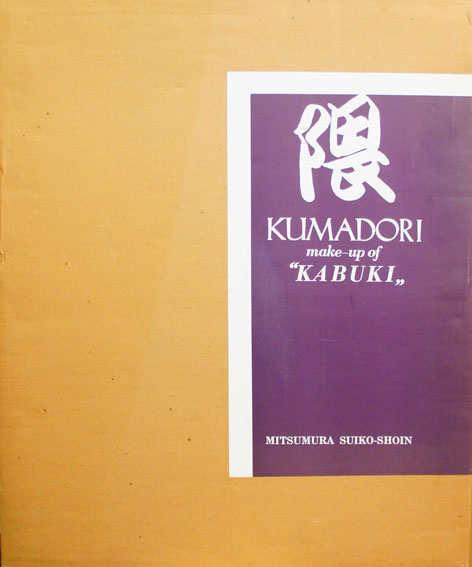 隈
KUMADORI
make-up of
“KABUKI„
MITSUMURA SUIKO-SHOIN